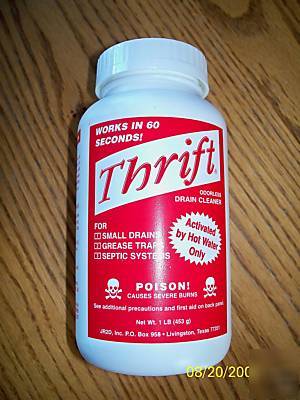 WORKS IN 60
SECONDS!
Thrift®
ODORLESS
DRAIN CLEANER
FOR
SMALL DRAINS
GREASE TRAPS
SEPTIC SYSTEMS
Activated
by Hot Water
Only
POISON!
CAUSES SEVERE BURNS
See additional precautions and first aid on back panel.
Net Wt. 1 LB (453 g)
JR2D, Inc. P.O. Box 958 • Livingston, Texas 77351
08/20/200